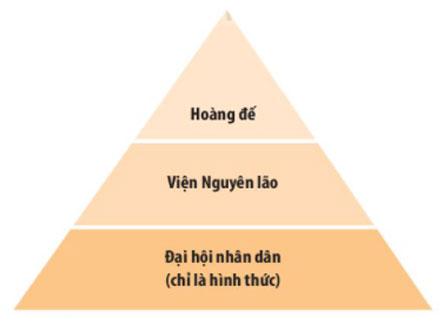 Hoàng đế
Viện Nguyên lão
Đại hội nhân dân
(chỉ là hình thức)